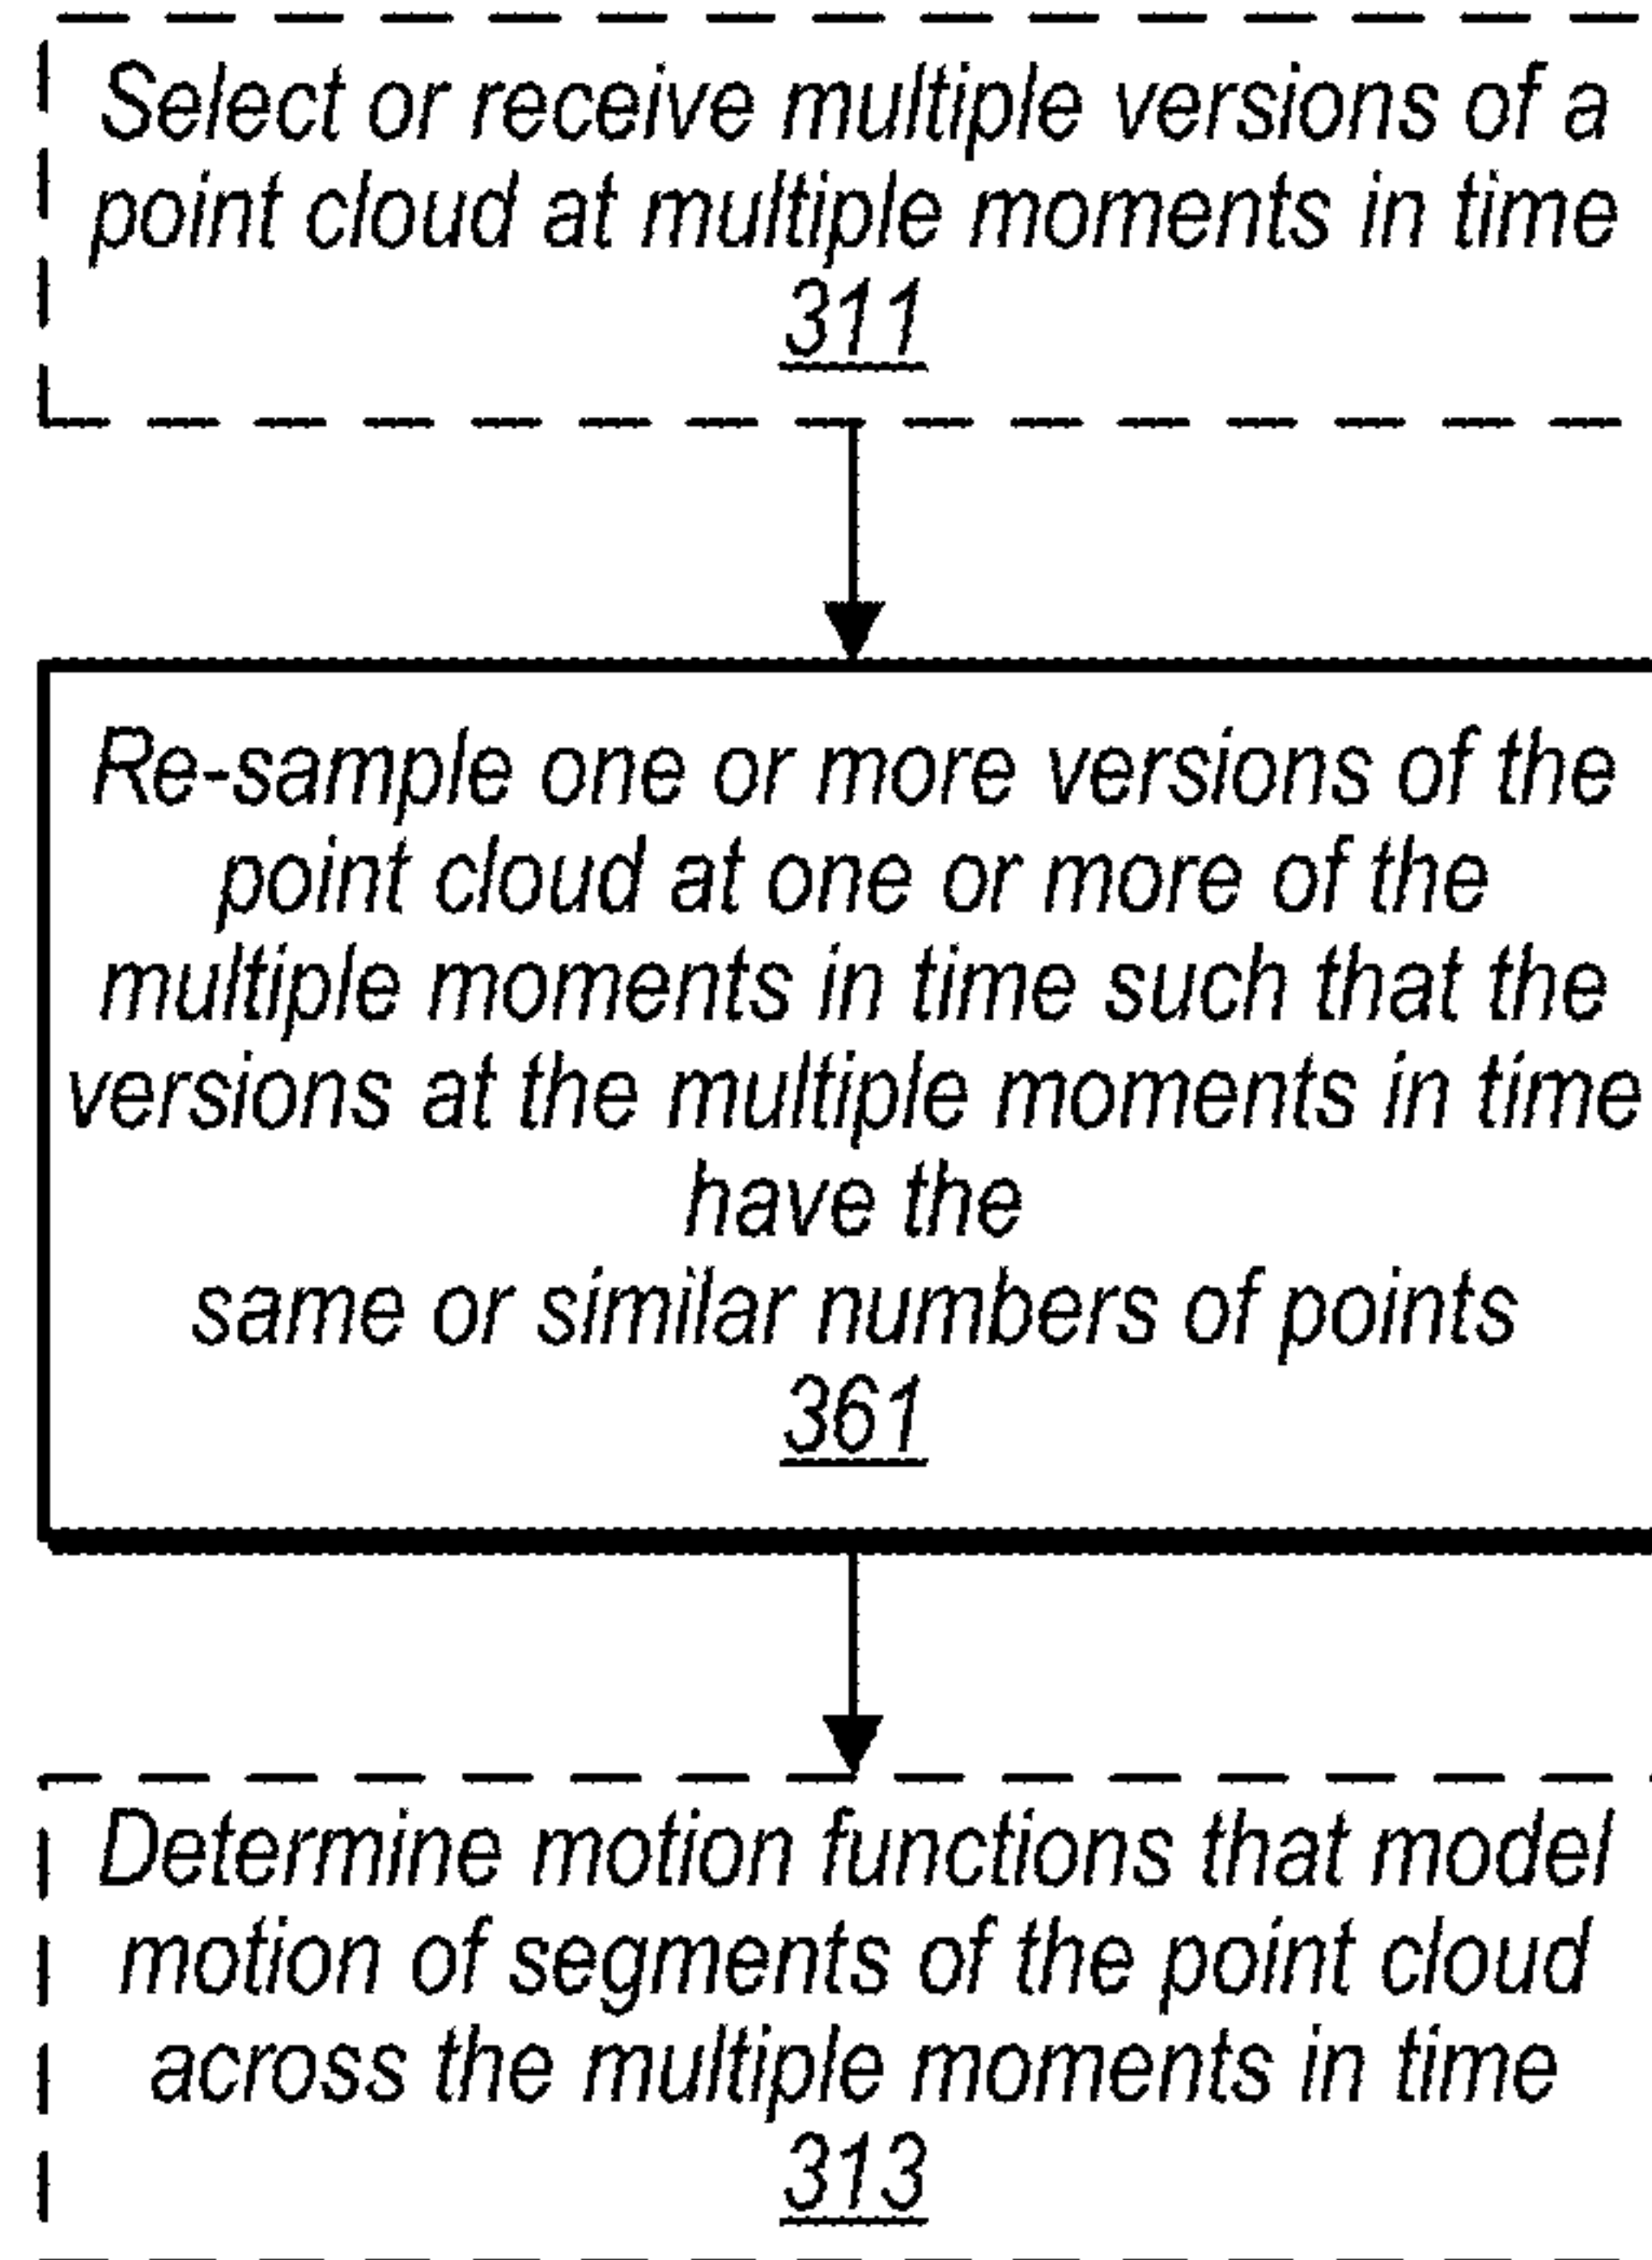 Select or receive multiple versions of a
point cloud at multiple moments in time
311
Re-sample one or more versions of the
point cloud at one or more of the
multiple moments in time such that the
versions at the multiple moments in time
have the
same or similar numbers of points
361
Determine motion functions that model
motion of segments of the point cloud
across the multiple moments in time
313